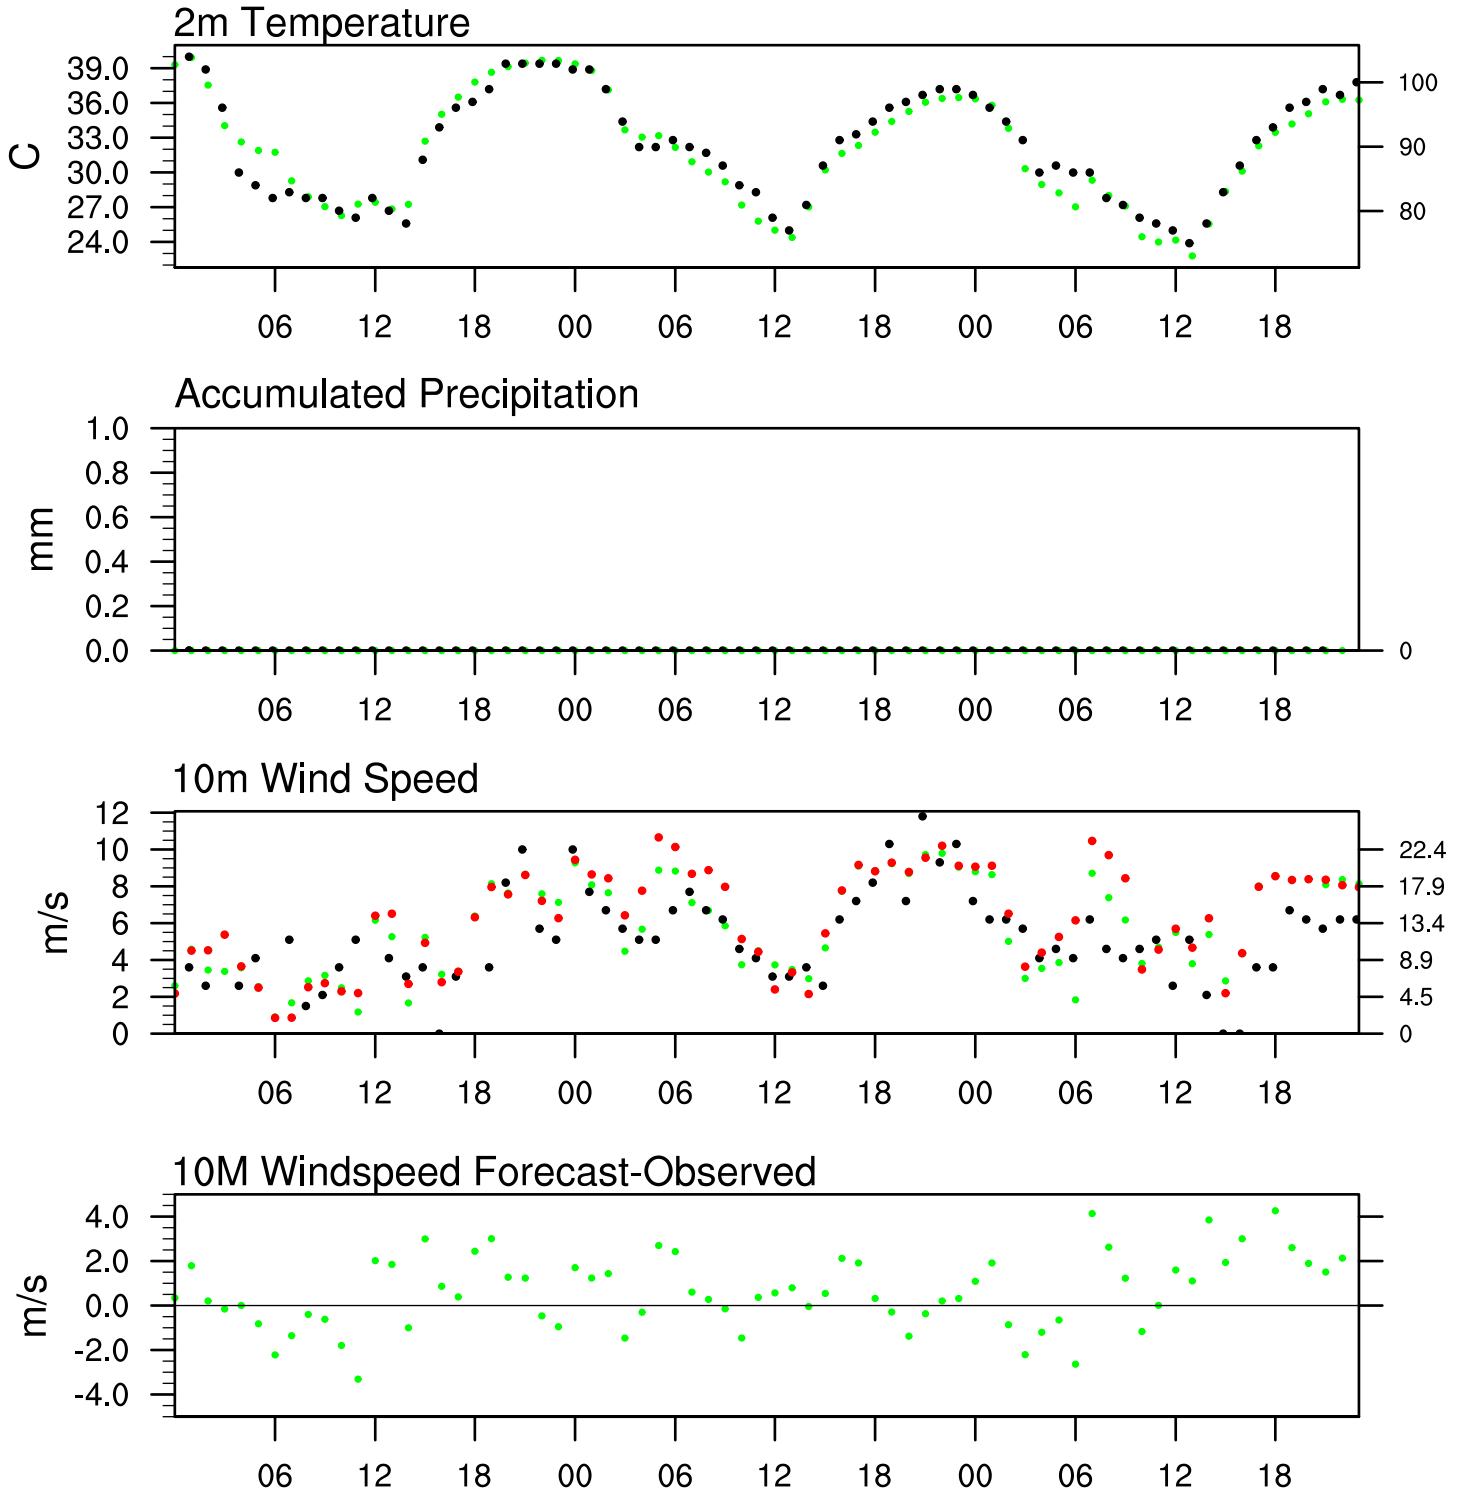 2m Temperature
39.0
36.0
33.0
30.0
27.0
24.0
C
100
90
80
06 12 18 00 06 12 18 00 06 12 18
Accumulated Precipitation
1.0
0.8
0.6
0.4
0.2
0.0
mm
0
06 12 18 00 06 12 18 00 06 12 18
10m Wind Speed
12
10
8
6
4
2
0
m/s
22.4
17.9
13.4
8.9
4.5
0
06 12 18 00 06 12 18 00 06 12 18
10M Windspeed Forecast-Observed
4.0
2.0
0.0
-2.0
-4.0
m/s
06 12 18 00 06 12 18 00 06 12 18